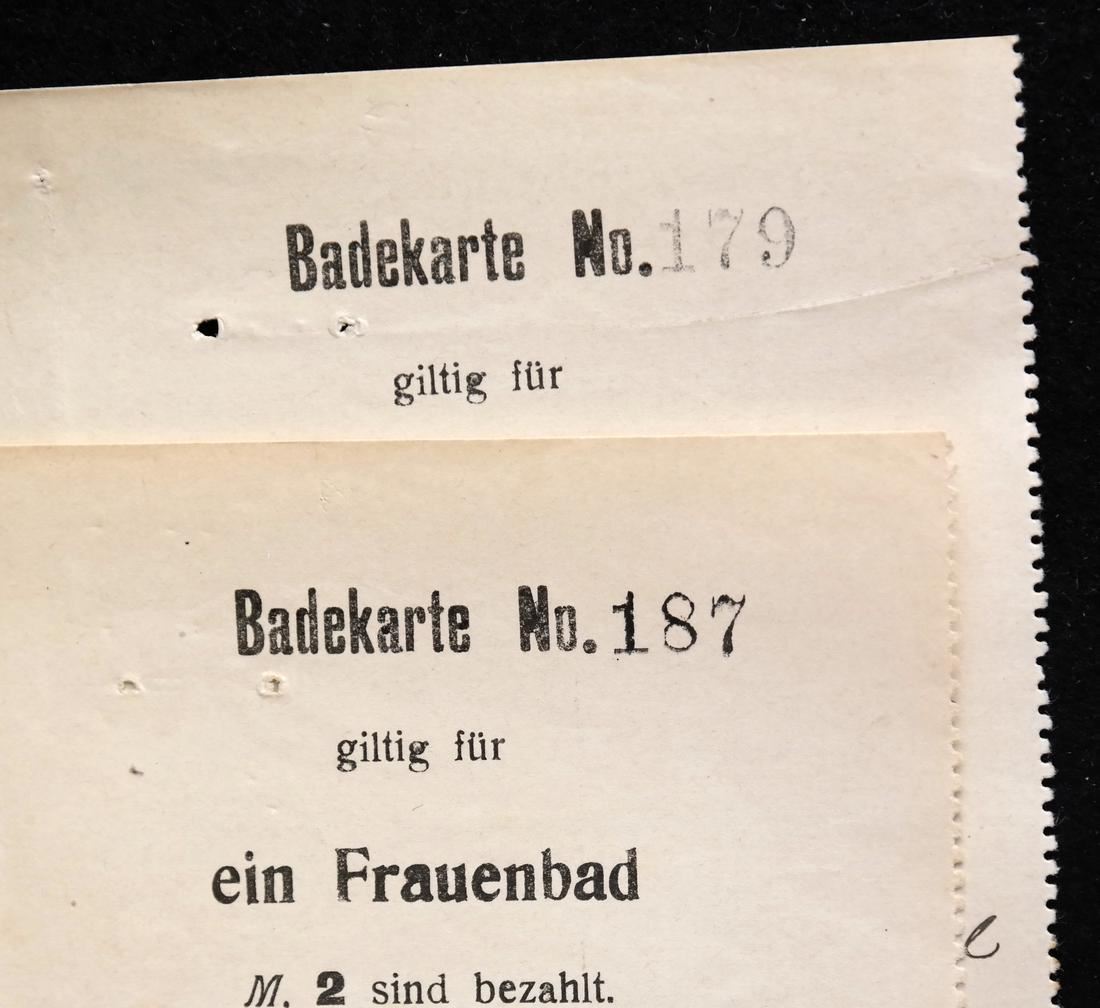 Badekarte No. 179
giltig für
Badekarte No. 187
giltig für
ein Frauenbad
M. 2 sind bezahlt.